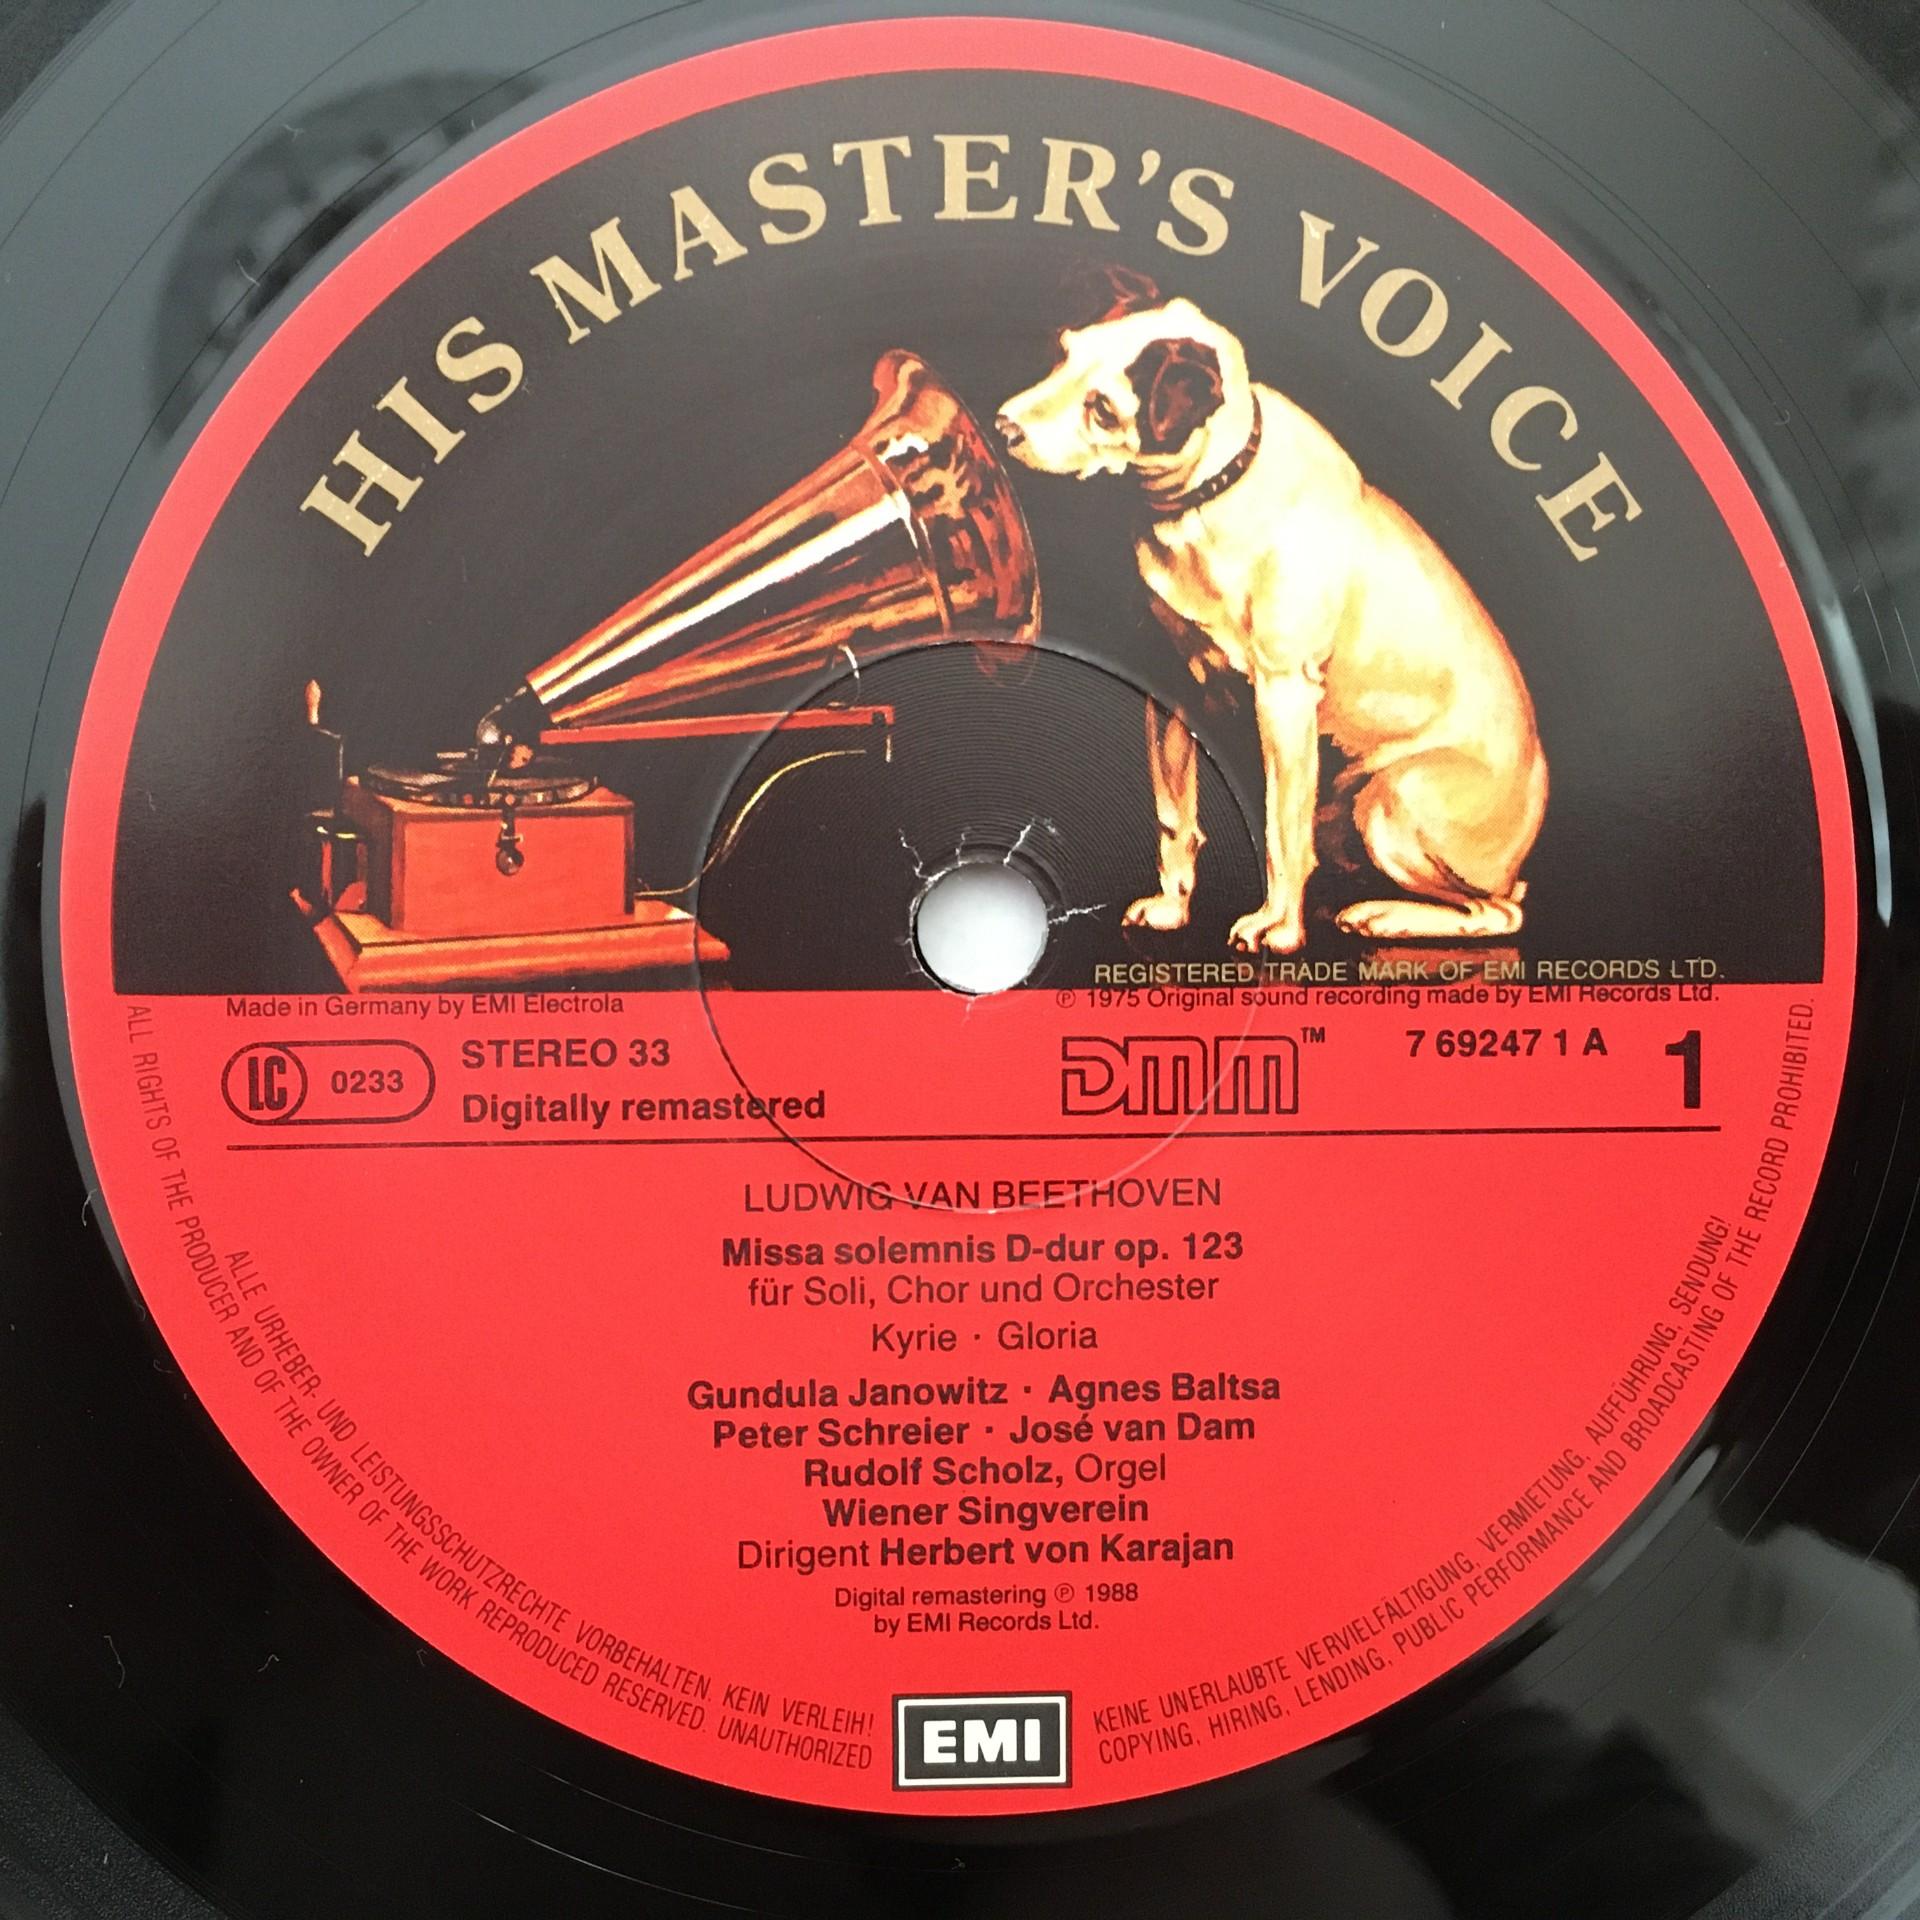 HIS MASTER'S VOICE
REGISTERED TRADE MARK OF EMI RECORDS LTD.
Made in Germany by EMI Electrola
℗ 1975 Original sound recording made by EMI Records Ltd.
LC 0233
STEREO 33
Digitally remastered
DMM™
7 69247 1 A
1
LUDWIG VAN BEETHOVEN
Missa solemnis D-dur op. 123
für Soli, Chor und Orchester
Kyrie · Gloria
Gundula Janowitz · Agnes Baltsa
Peter Schreier · José van Dam
Rudolf Scholz, Orgel
Wiener Singverein
Dirigent Herbert von Karajan
Digital remastering ℗ 1988
by EMI Records Ltd.
EMI
ALLE URHEBER- UND LEISTUNGSSCHUTZRECHTE VORBEHALTEN. KEIN VERLEIH! KEINE UNERLAUBTE VERVIELFÄLTIGUNG, VERMIETUNG, AUFFÜHRUNG, SENDUNG!
ALL RIGHTS OF THE PRODUCER AND OF THE OWNER OF THE WORK REPRODUCED RESERVED. UNAUTHORIZED COPYING, HIRING, LENDING, PUBLIC PERFORMANCE AND BROADCASTING OF THE RECORD PROHIBITED.